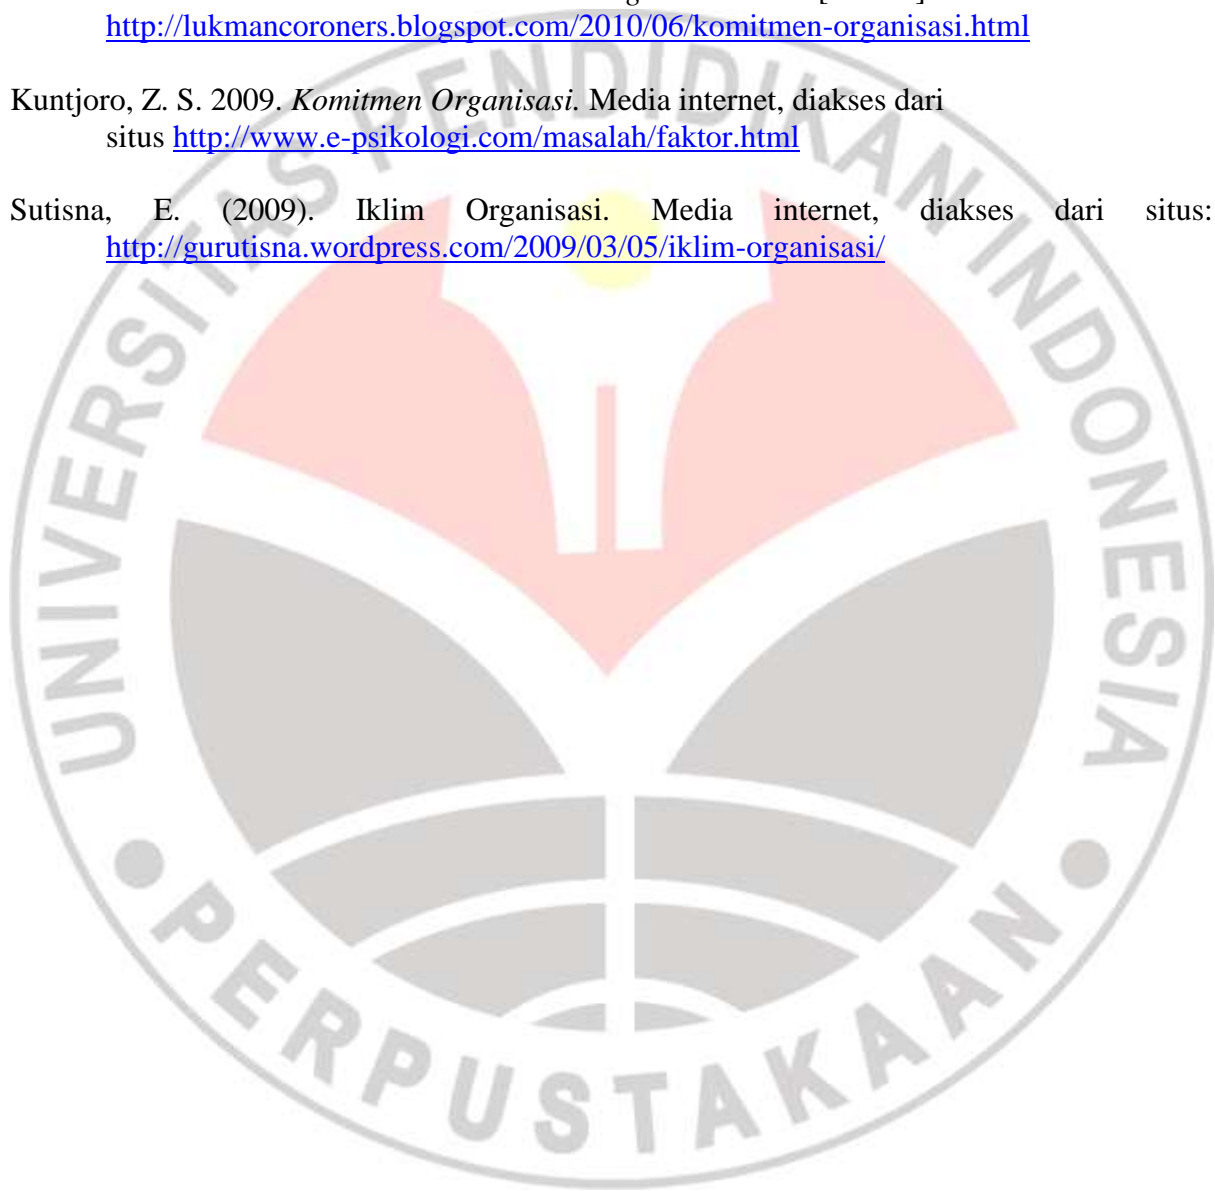 http://lukmancoroners.blogspot.com/2010/06/komitmen-organisasi.html
Kuntjoro, Z. S. 2009. Komitmen Organisasi. Media internet, diakses dari
situs http://www.e-psikologi.com/masalah/faktor.html
Sutisna, E. (2009). Iklim Organisasi. Media internet, diakses dari situs:
http://gurutisna.wordpress.com/2009/03/05/iklim-organisasi/
UNIVERSITAS PENDIDIKAN INDONESIA
PERPUSTAKAAN